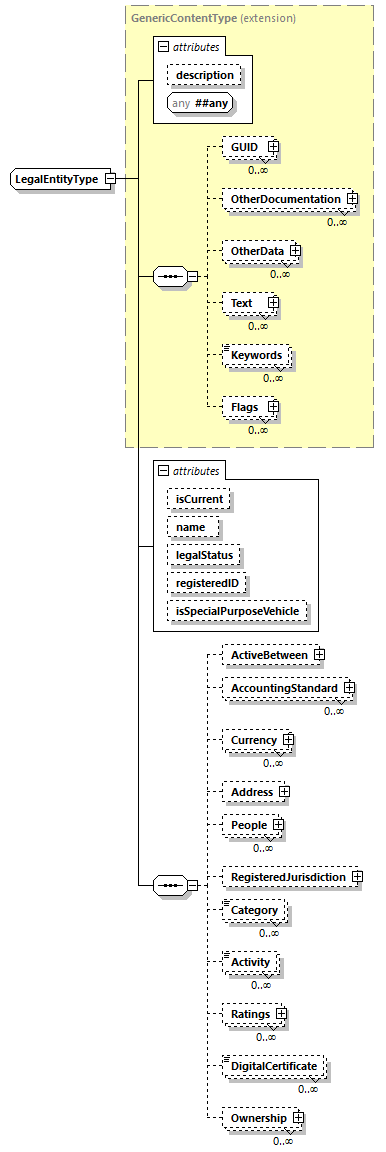 GenericContentType (extension)
attributes
description
any ##any
LegalEntityType
GUID
0..∞
OtherDocumentation
0..∞
OtherData
0..∞
Text
0..∞
Keywords
0..∞
Flags
0..∞
attributes
isCurrent
name
legalStatus
registeredID
isSpecialPurposeVehicle
ActiveBetween
AccountingStandard
0..∞
Currency
0..∞
Address
People
0..∞
RegisteredJurisdiction
Category
0..∞
Activity
0..∞
Ratings
0..∞
DigitalCertificate
0..∞
Ownership
0..∞